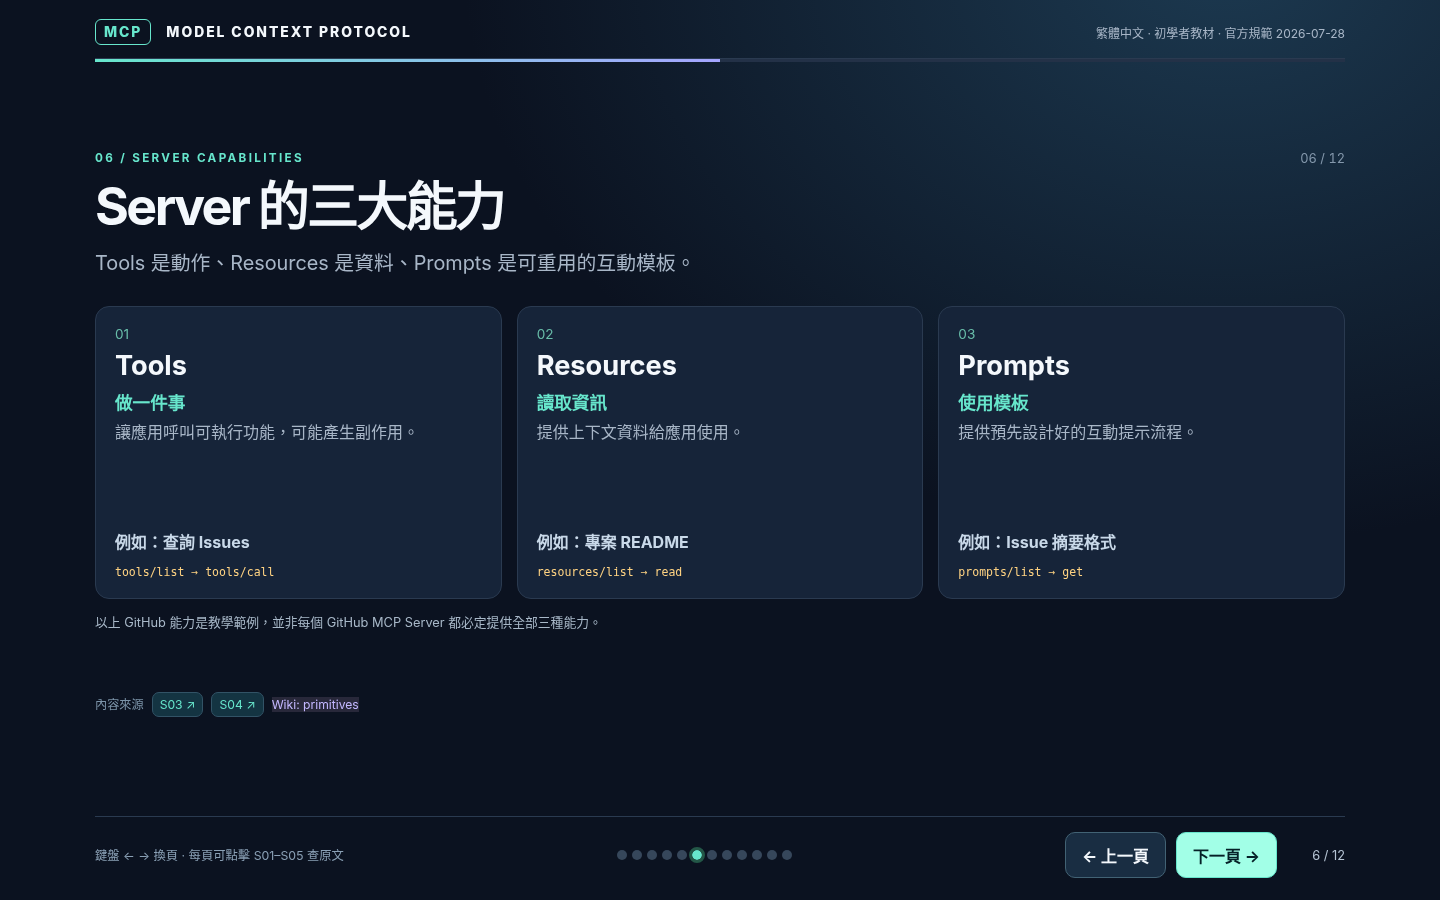 MCP MODEL CONTEXT PROTOCOL
繁體中文 · 初學者教材 · 官方規範 2026-07-28
06 / SERVER CAPABILITIES
06 / 12
Server 的三大能力
Tools 是動作、Resources 是資料、Prompts 是可重用的互動模板。
01
Tools
做一件事
讓應用呼叫可執行功能，可能產生副作用。
例如：查詢 Issues
tools/list → tools/call
02
Resources
讀取資訊
提供上下文資料給應用使用。
例如：專案 README
resources/list → read
03
Prompts
使用模板
提供預先設計好的互動提示流程。
例如：Issue 摘要格式
prompts/list → get
以上 GitHub 能力是教學範例，並非每個 GitHub MCP Server 都必定提供全部三種能力。
內容來源 S03 ↗ S04 ↗ Wiki: primitives
鍵盤 ← → 換頁 · 每頁可點擊 S01–S05 查原文
← 上一頁
下一頁 →
6 / 12